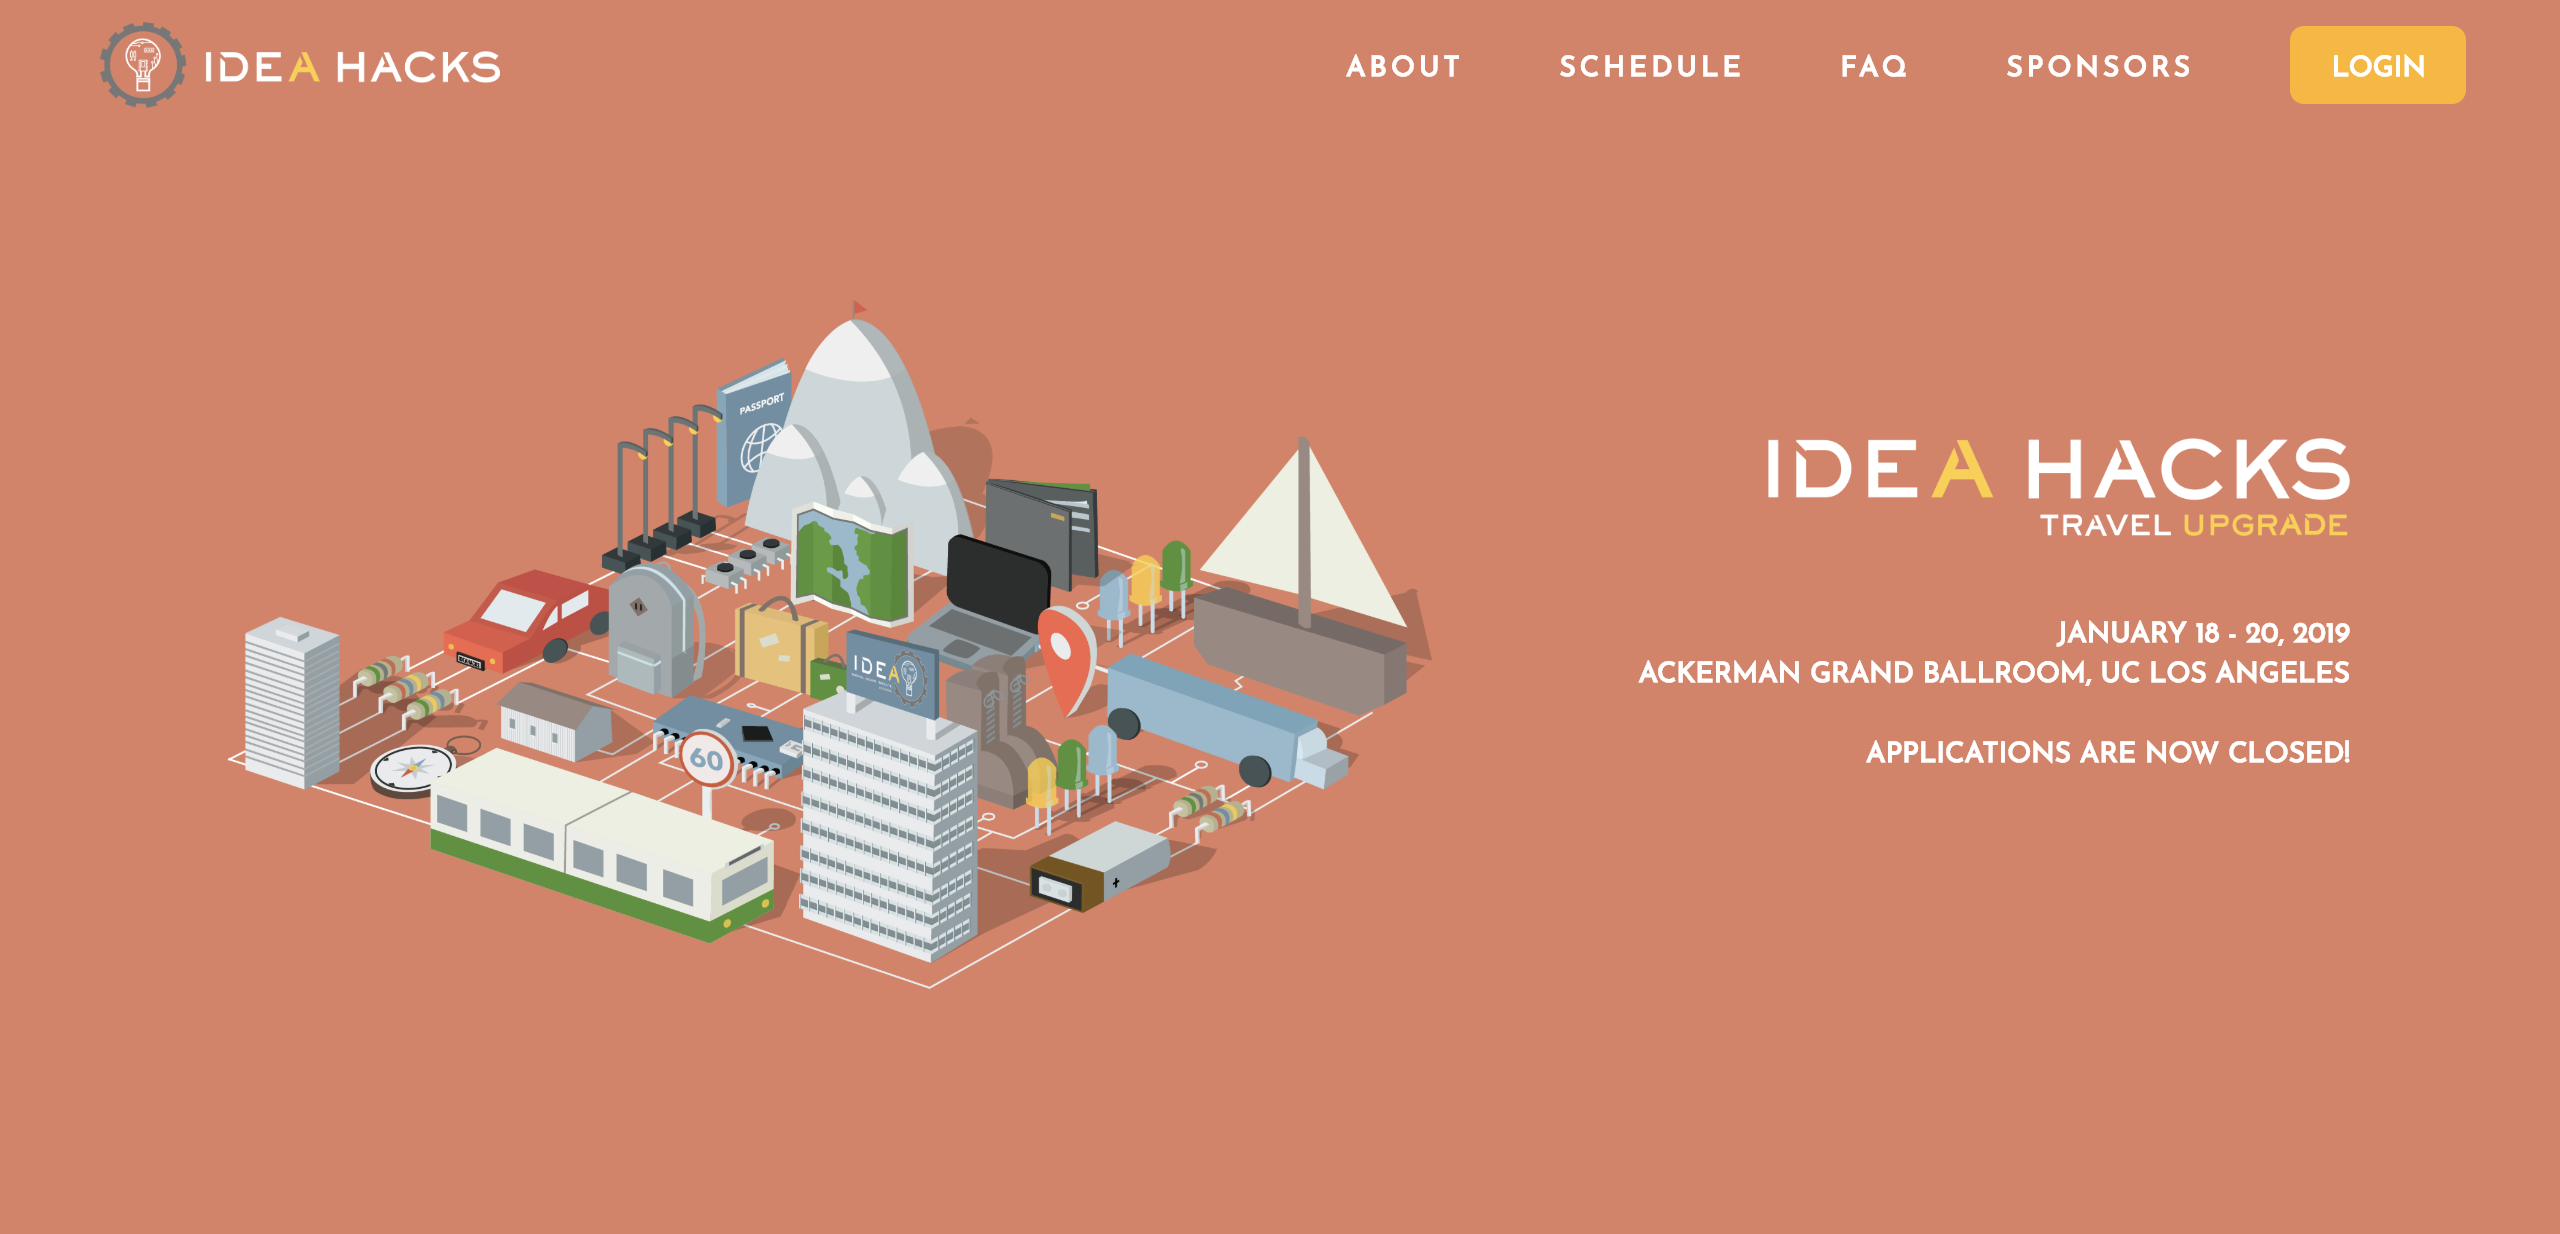 IDEA HACKS
ABOUT
SCHEDULE
FAQ
SPONSORS
LOGIN
PASSPORT
IDEA HACKS
TRAVEL UPGRADE
JANUARY 18 - 20, 2019
ACKERMAN GRAND BALLROOM, UC LOS ANGELES
APPLICATIONS ARE NOW CLOSED!
IDEA
60
+